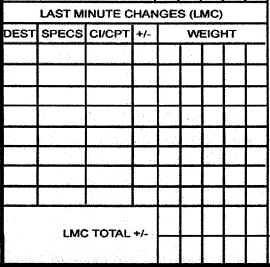 LAST MINUTE CHANGES (LMC)
DEST SPECS CI/CPT +/- WEIGHT
LMC TOTAL +/-